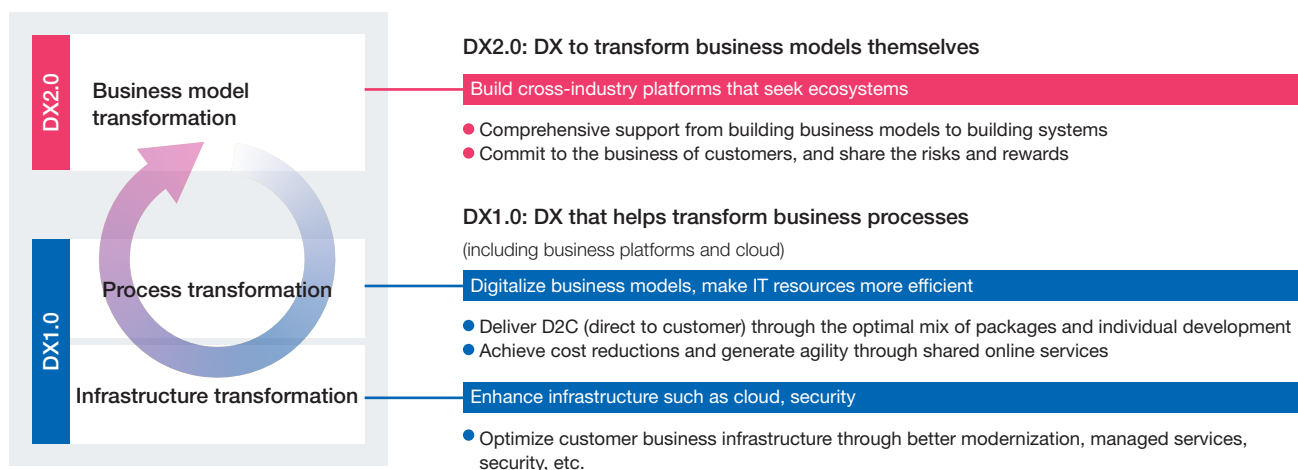 DX2.0
Business model
transformation
DX2.0: DX to transform business models themselves
Build cross-industry platforms that seek ecosystems
Comprehensive support from building business models to building systems
Commit to the business of customers, and share the risks and rewards
DX1.0
Process transformation
Infrastructure transformation
DX1.0: DX that helps transform business processes
(including business platforms and cloud)
Digitalize business models, make IT resources more efficient
Deliver D2C (direct to customer) through the optimal mix of packages and individual development
Achieve cost reductions and generate agility through shared online services
Enhance infrastructure such as cloud, security
Optimize customer business infrastructure through better modernization, managed services,
security, etc.